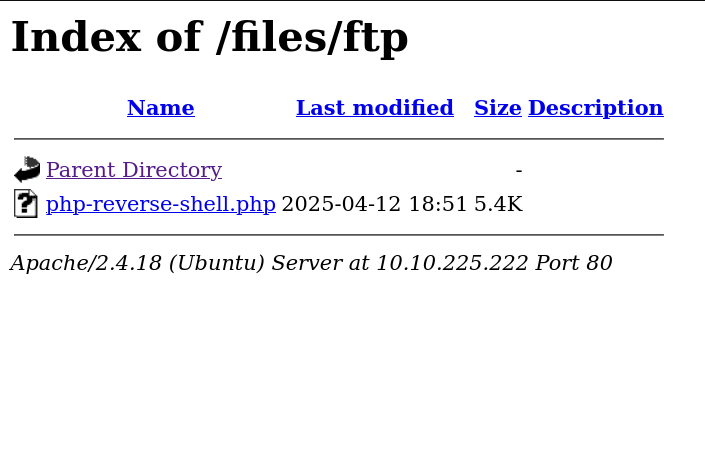 Index of /files/ftp
Name Last modified Size Description
Parent Directory -
php-reverse-shell.php 2025-04-12 18:51 5.4K
Apache/2.4.18 (Ubuntu) Server at 10.10.225.222 Port 80